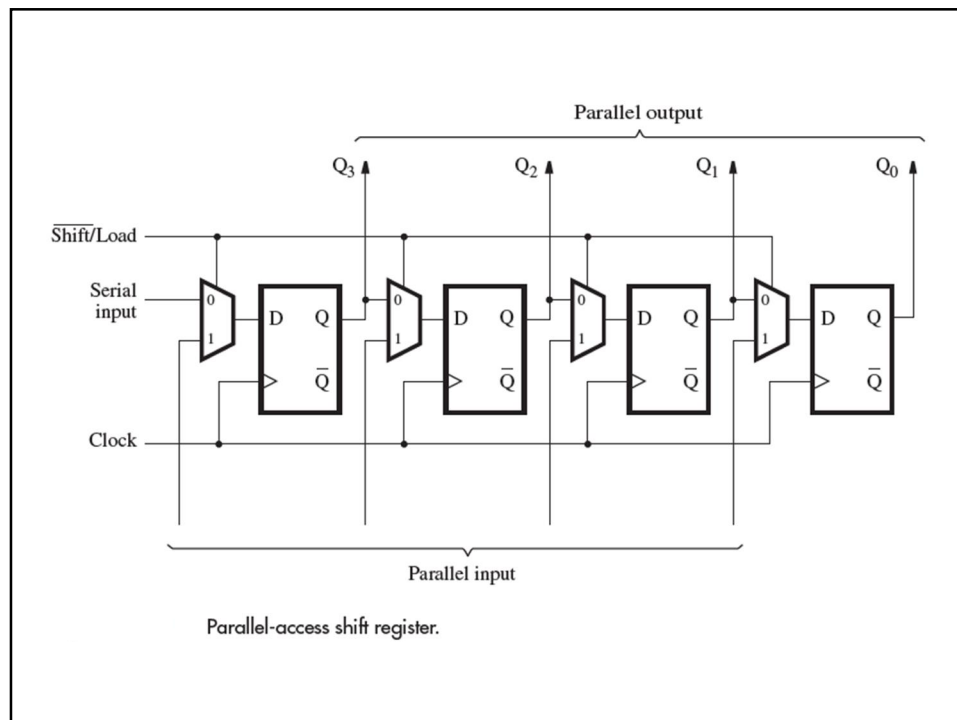 Parallel output
Q₃ Q₂ Q₁ Q₀
S̅h̅i̅f̅t̅/Load
Serial
input
0 0 0 0
D Q D Q D Q D Q
1 1 1 1
Q̅ Q̅ Q̅ Q̅
Clock
Parallel input
Parallel-access shift register.